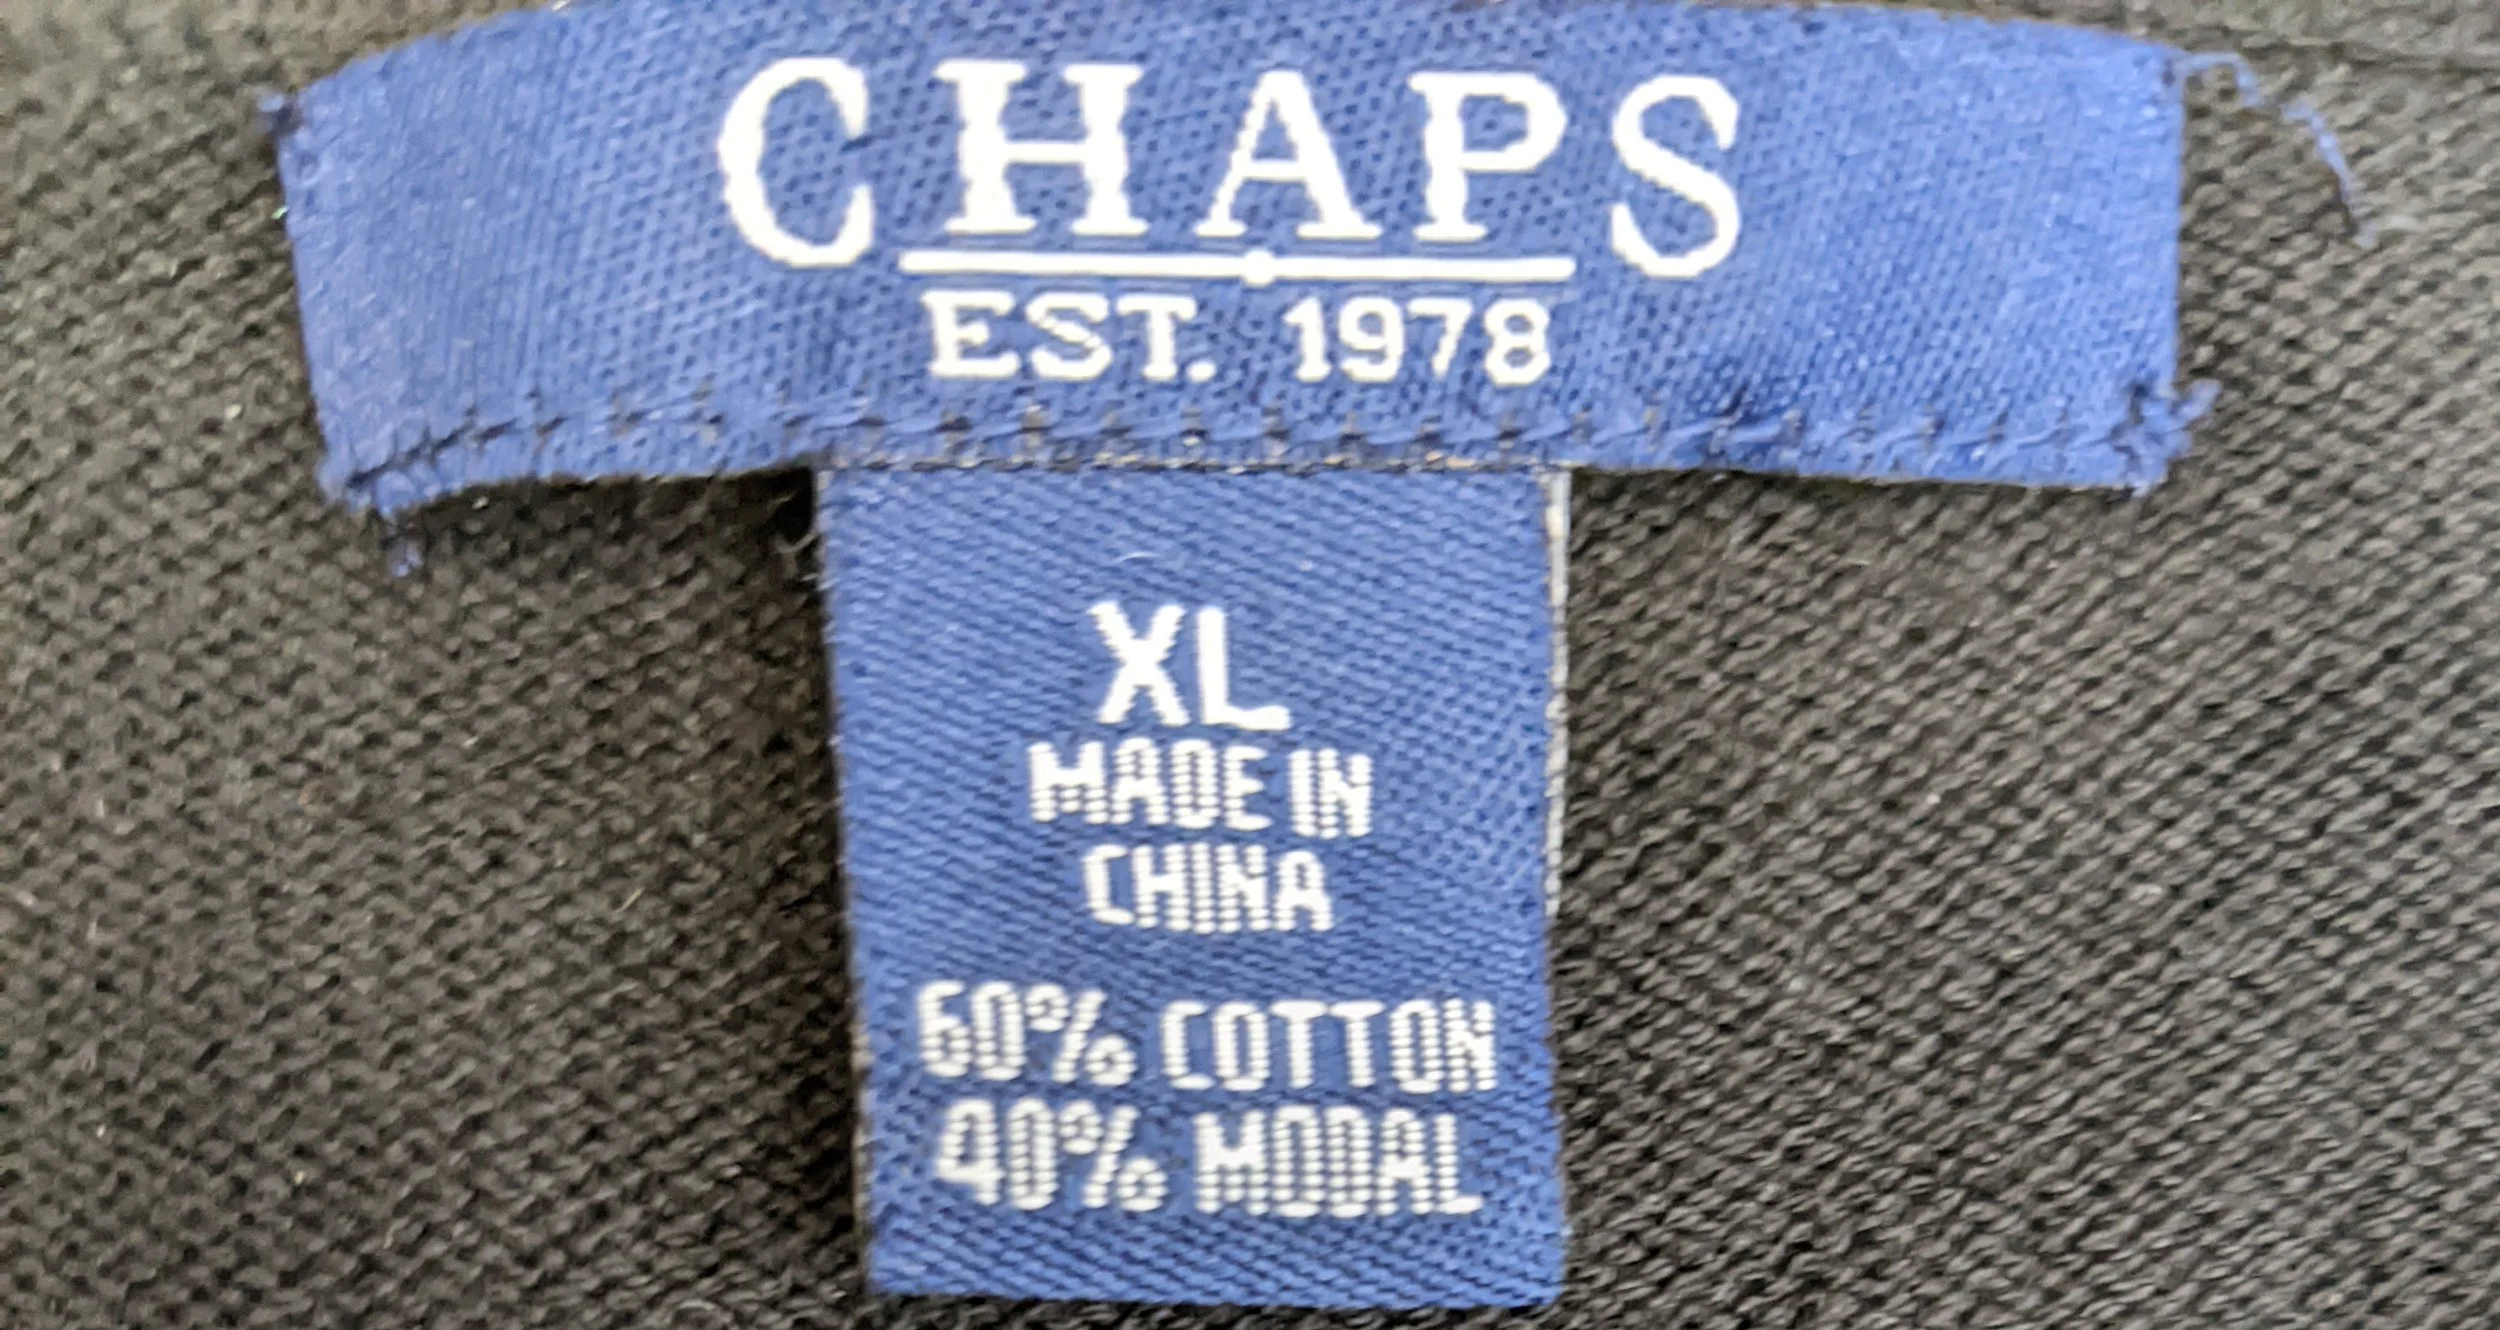 CHAPS
EST. 1978
XL
MADE IN
CHINA
60% COTTON
40% MODAL